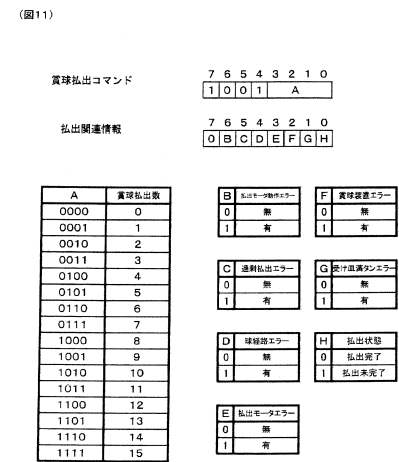 (図11)
7 6 5 4 3 2 1 0
賞球払出コマンド 1 0 0 1 A
7 6 5 4 3 2 1 0
払出関連情報 0 B C D E F G H
A 賞球払出数
0000 0
0001 1
0010 2
0011 3
0100 4
0101 5
0110 6
0111 7
1000 8
1001 9
1010 10
1011 11
1100 12
1101 13
1110 14
1111 15
B 払出モータ動作エラー
0 無
1 有
C 過剰払出エラー
0 無
1 有
D 球経路エラー
0 無
1 有
E 払出モータエラー
0 無
1 有
F 賞球装置エラー
0 無
1 有
G 受け皿満タンエラー
0 無
1 有
H 払出状態
0 払出完了
1 払出未完了